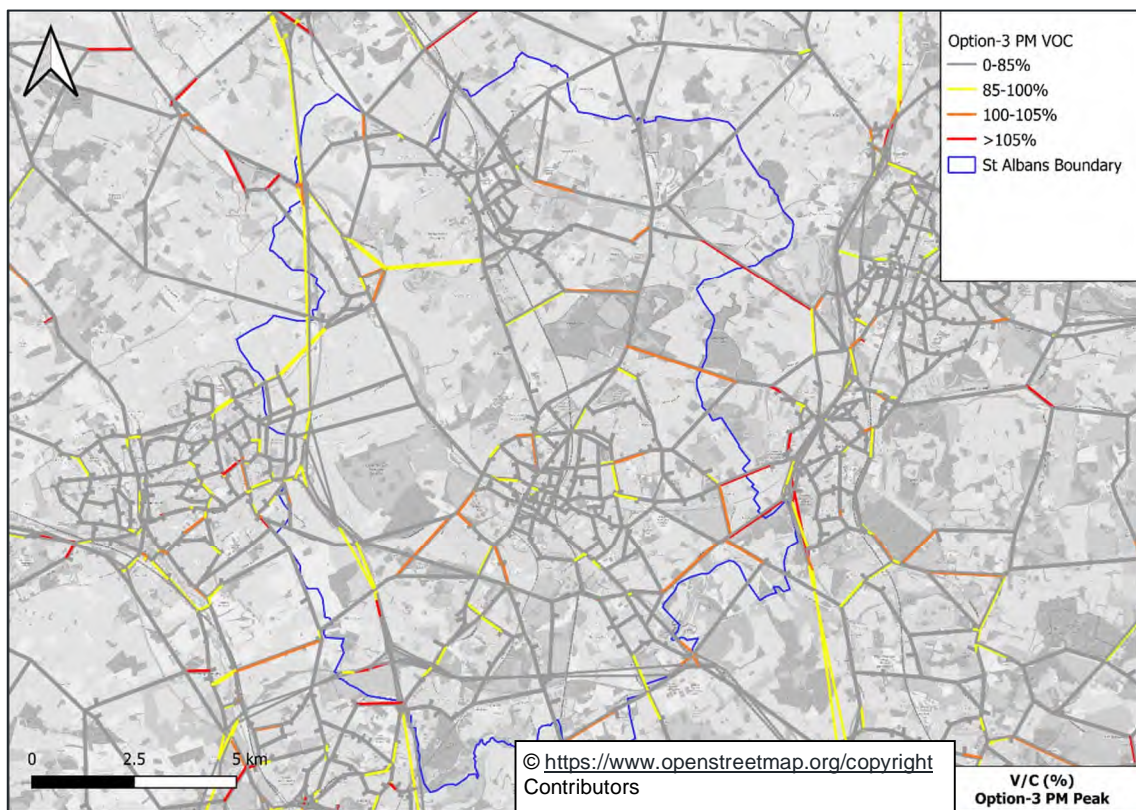 Option-3 PM VOC
0-85%
85-100%
100-105%
>105%
St Albans Boundary
0 2.5 5 km
© https://www.openstreetmap.org/copyright
Contributors
V/C (%)
Option-3 PM Peak